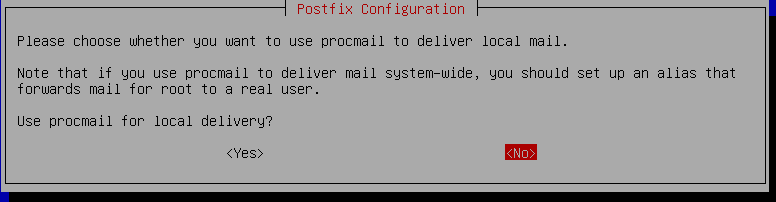 Postfix Configuration
Please choose whether you want to use procmail to deliver local mail.
Note that if you use procmail to deliver mail system-wide, you should set up an alias that
forwards mail for root to a real user.
Use procmail for local delivery?
<Yes> <No>